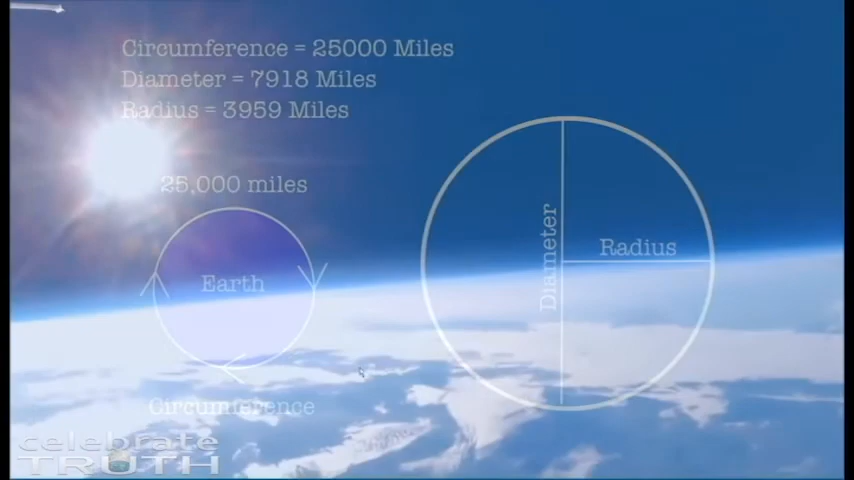 Circumference = 25000 Miles
Diameter = 7918 Miles
Radius = 3959 Miles
25,000 miles
Earth
Circumference
Diameter
Radius
celebrate
TRUTH